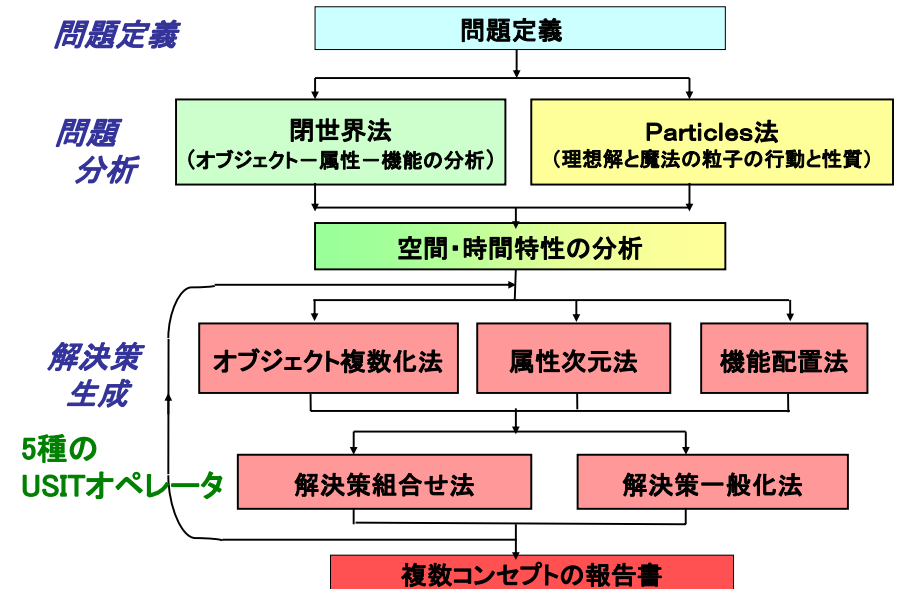 問題定義
問題定義
問題
分析
閉世界法
（オブジェクト－属性－機能の分析）
Particles法
（理想解と魔法の粒子の行動と性質）
空間・時間特性の分析
解決策
生成
オブジェクト複数化法
属性次元法
機能配置法
5種の
USITオペレータ
解決策組合せ法
解決策一般化法
複数コンセプトの報告書